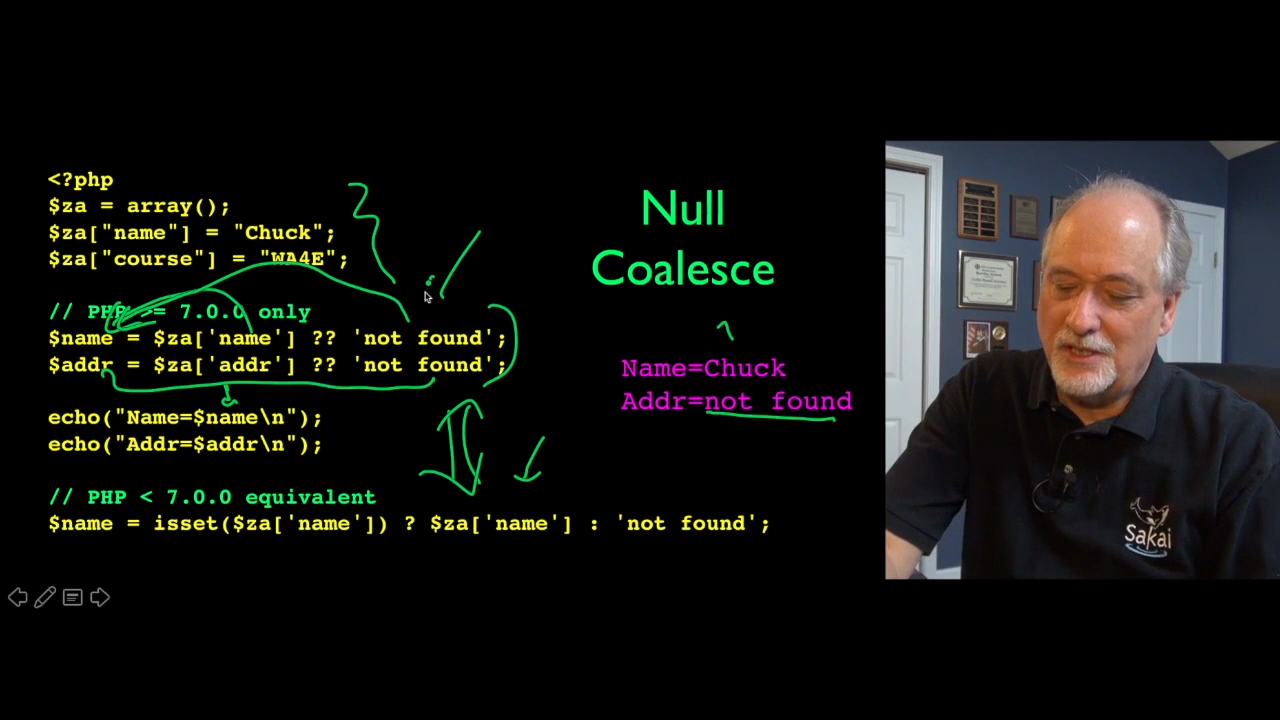 <?php
$za = array();
$za["name"] = "Chuck";
$za["course"] = "WA4E";
// PHP >= 7.0.0 only
$name = $za['name'] ?? 'not found';
$addr = $za['addr'] ?? 'not found';
echo("Name=$name\n");
echo("Addr=$addr\n");
// PHP < 7.0.0 equivalent
$name = isset($za['name']) ? $za['name'] : 'not found';
Null
Coalesce
Name=Chuck
Addr=not found
Sakai